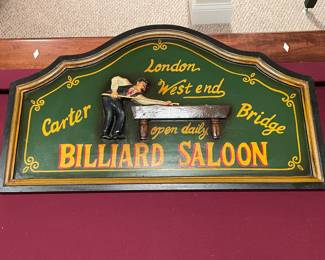 London
West end
Carter Bridge
open daily
BILLIARD SALOON